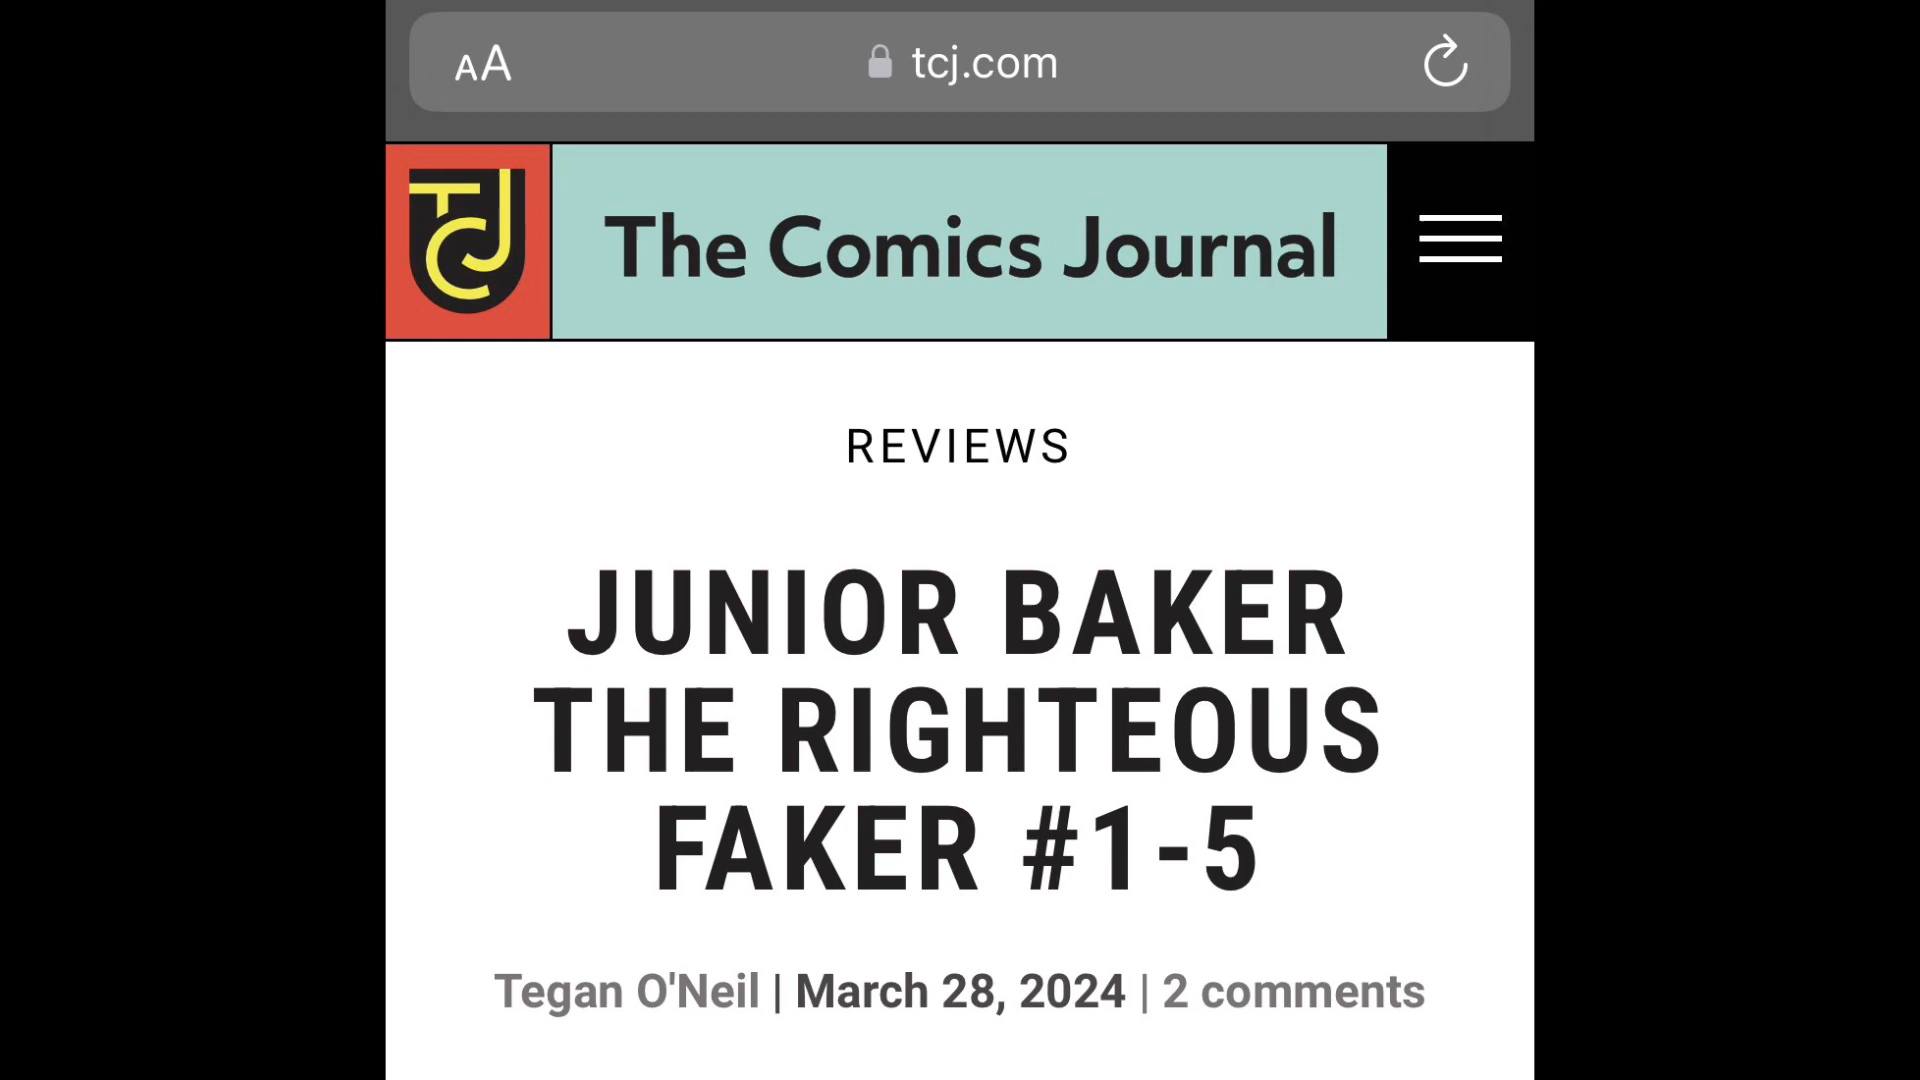 AA tcj.com
TCJ The Comics Journal
REVIEWS
JUNIOR BAKER
THE RIGHTEOUS
FAKER #1-5
Tegan O'Neil | March 28, 2024 | 2 comments